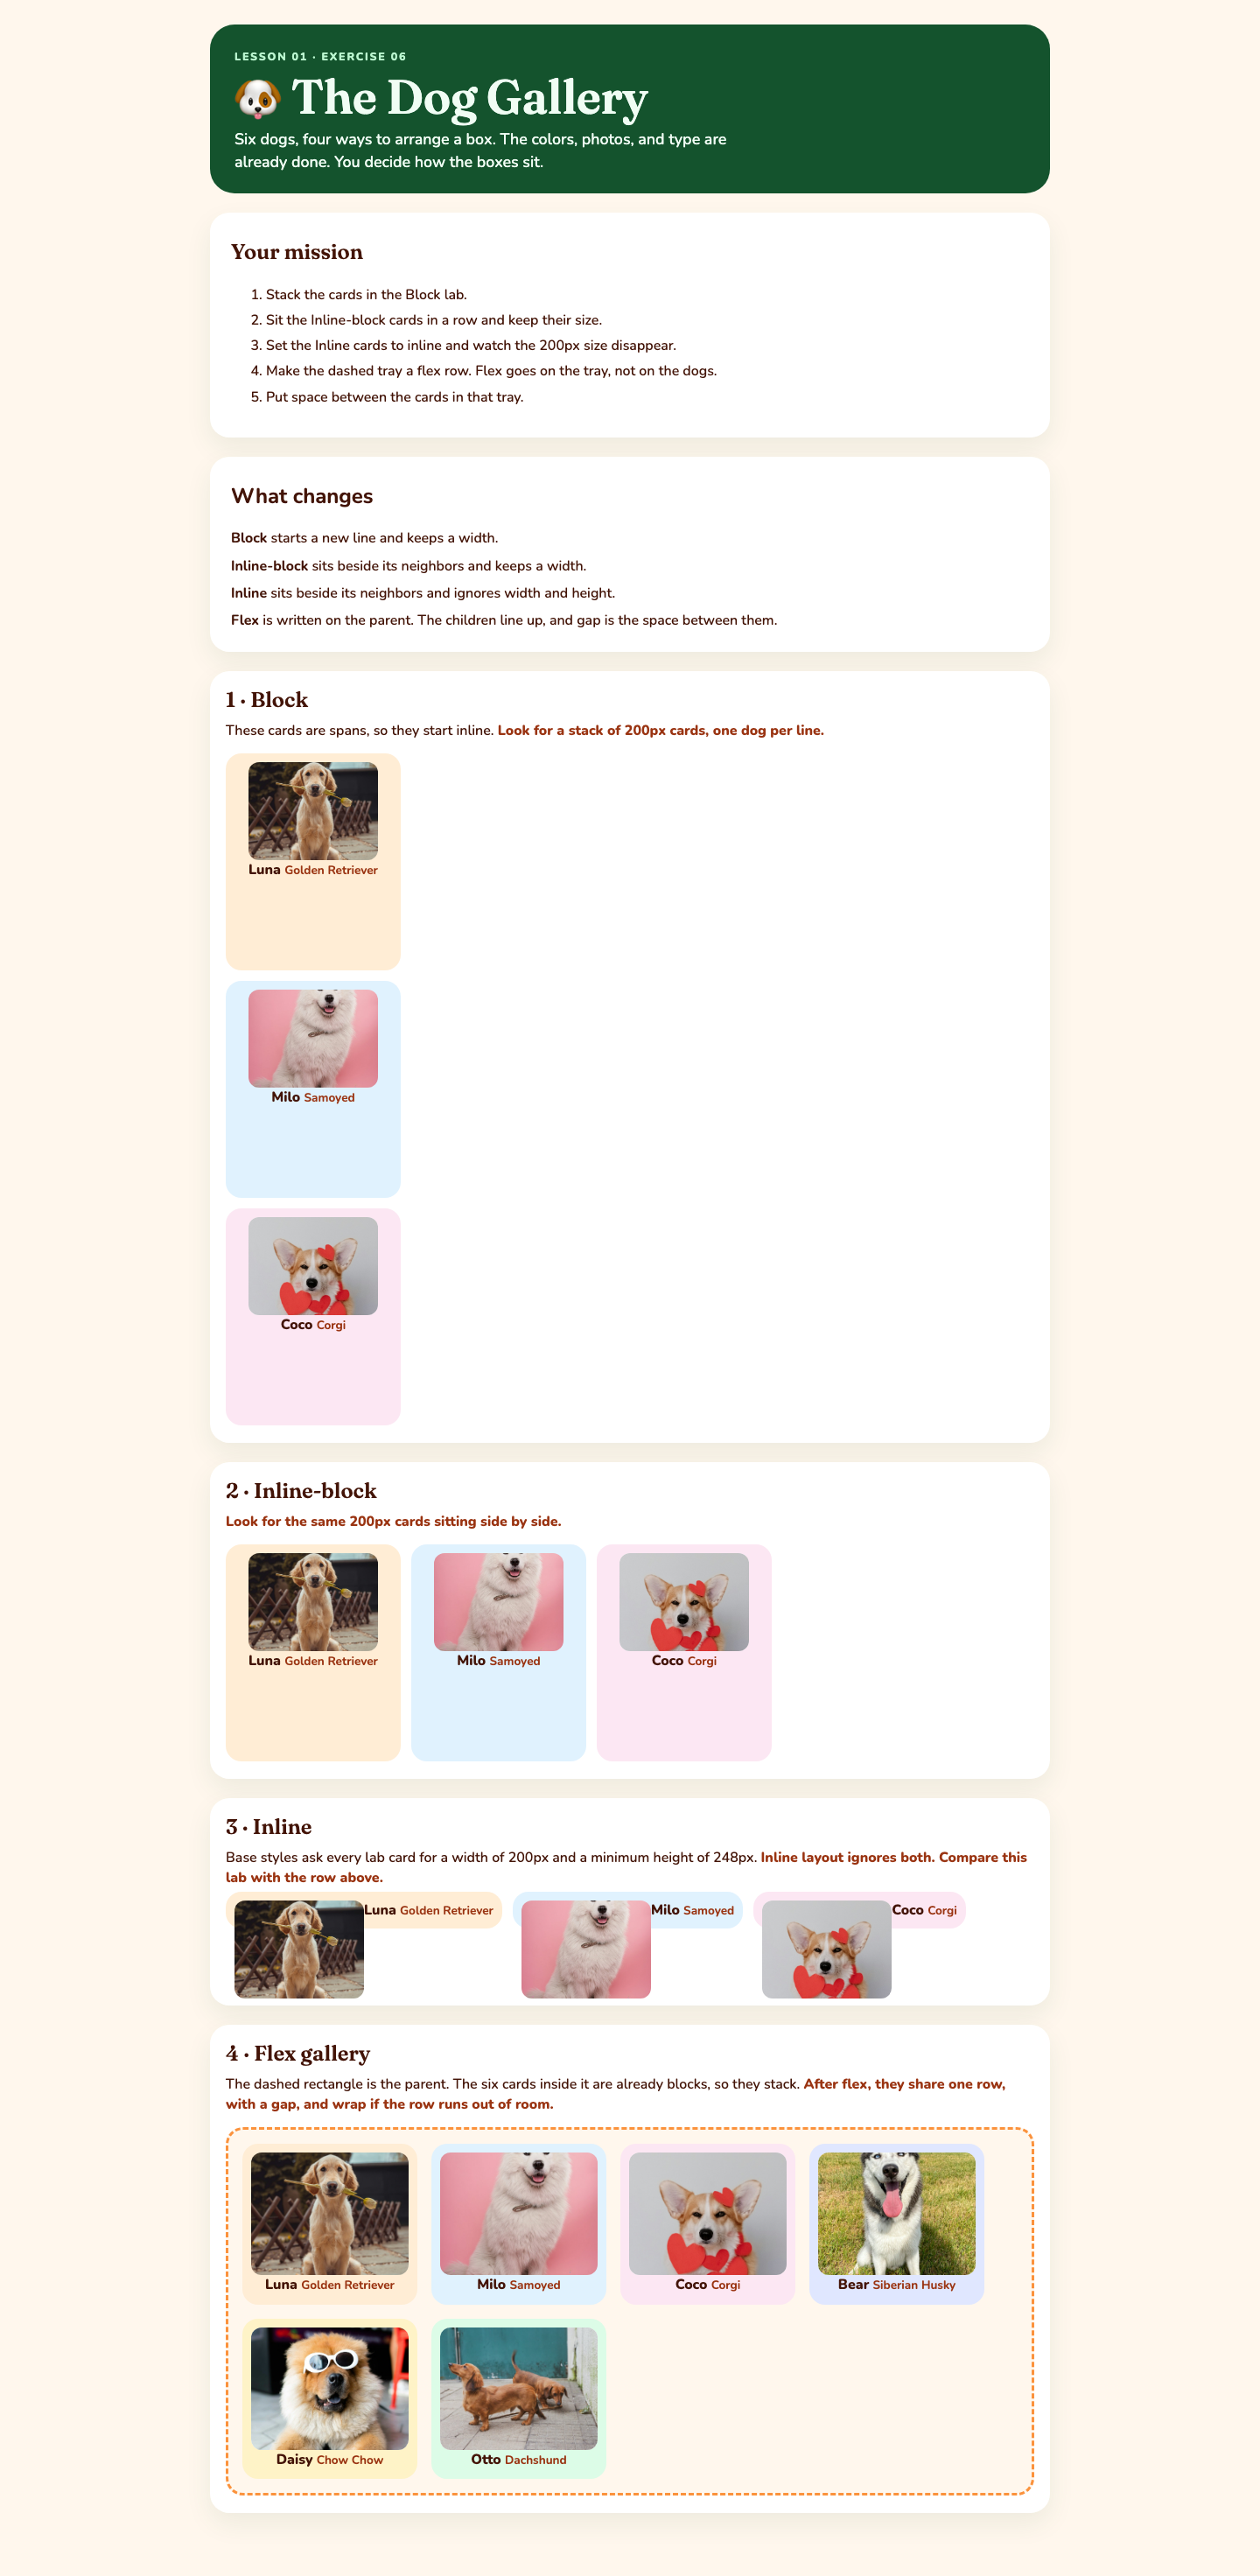 LESSON 01 · EXERCISE 06
🐶 The Dog Gallery
Six dogs, four ways to arrange a box. The colors, photos, and type are
already done. You decide how the boxes sit.
Your mission
1. Stack the cards in the Block lab.
2. Sit the Inline-block cards in a row and keep their size.
3. Set the Inline cards to inline and watch the 200px size disappear.
4. Make the dashed tray a flex row. Flex goes on the tray, not on the dogs.
5. Put space between the cards in that tray.
What changes
Block starts a new line and keeps a width.
Inline-block sits beside its neighbors and keeps a width.
Inline sits beside its neighbors and ignores width and height.
Flex is written on the parent. The children line up, and gap is the space between them.
1 · Block
These cards are spans, so they start inline. Look for a stack of 200px cards, one dog per line.
Luna Golden Retriever
Milo Samoyed
Coco Corgi
2 · Inline-block
Look for the same 200px cards sitting side by side.
Luna Golden Retriever
Milo Samoyed
Coco Corgi
3 · Inline
Base styles ask every lab card for a width of 200px and a minimum height of 248px. Inline layout ignores both. Compare this
lab with the row above.
Luna Golden Retriever
Milo Samoyed
Coco Corgi
4 · Flex gallery
The dashed rectangle is the parent. The six cards inside it are already blocks, so they stack. After flex, they share one row,
with a gap, and wrap if the row runs out of room.
Luna Golden Retriever
Milo Samoyed
Coco Corgi
Bear Siberian Husky
Daisy Chow Chow
Otto Dachshund